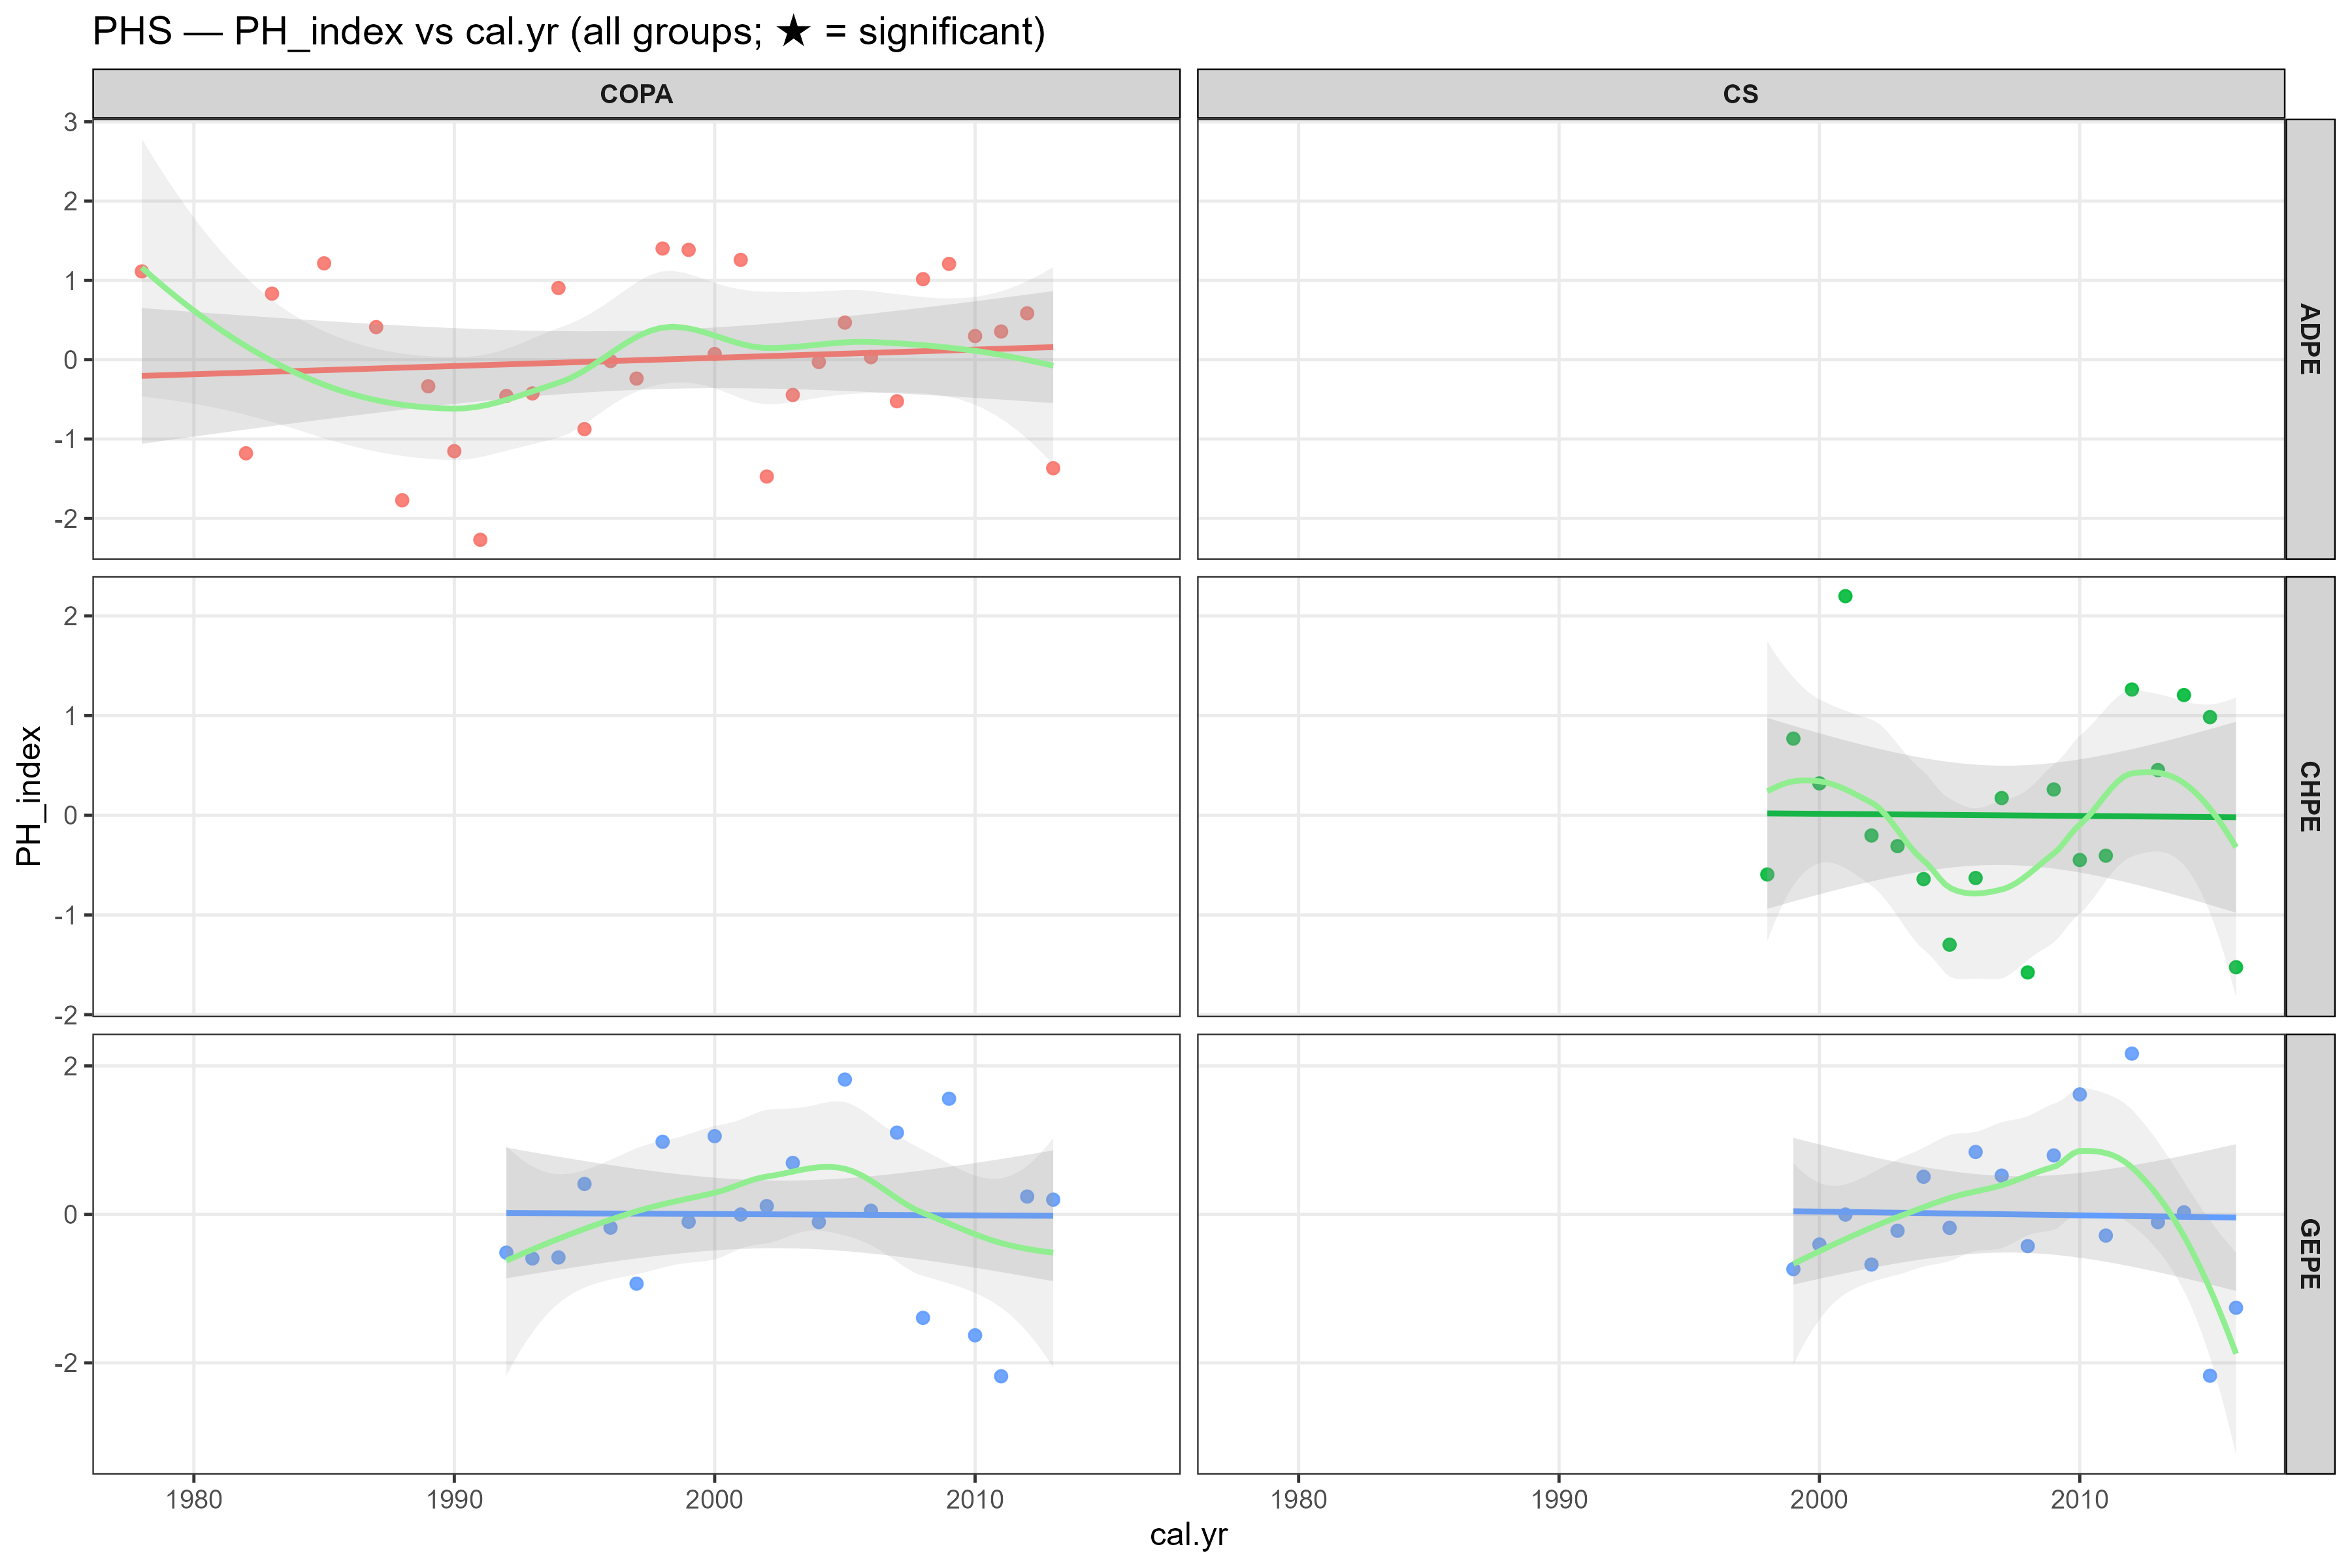 PHS — PH_index vs cal.yr (all groups; ★ = significant)
COPA
CS
3
2
1
0
-1
-2
ADPE
2
1
0
-1
-2
CHPE
2
0
-2
GEPE
PH_index
1980
1990
2000
2010
1980
1990
2000
2010
cal.yr